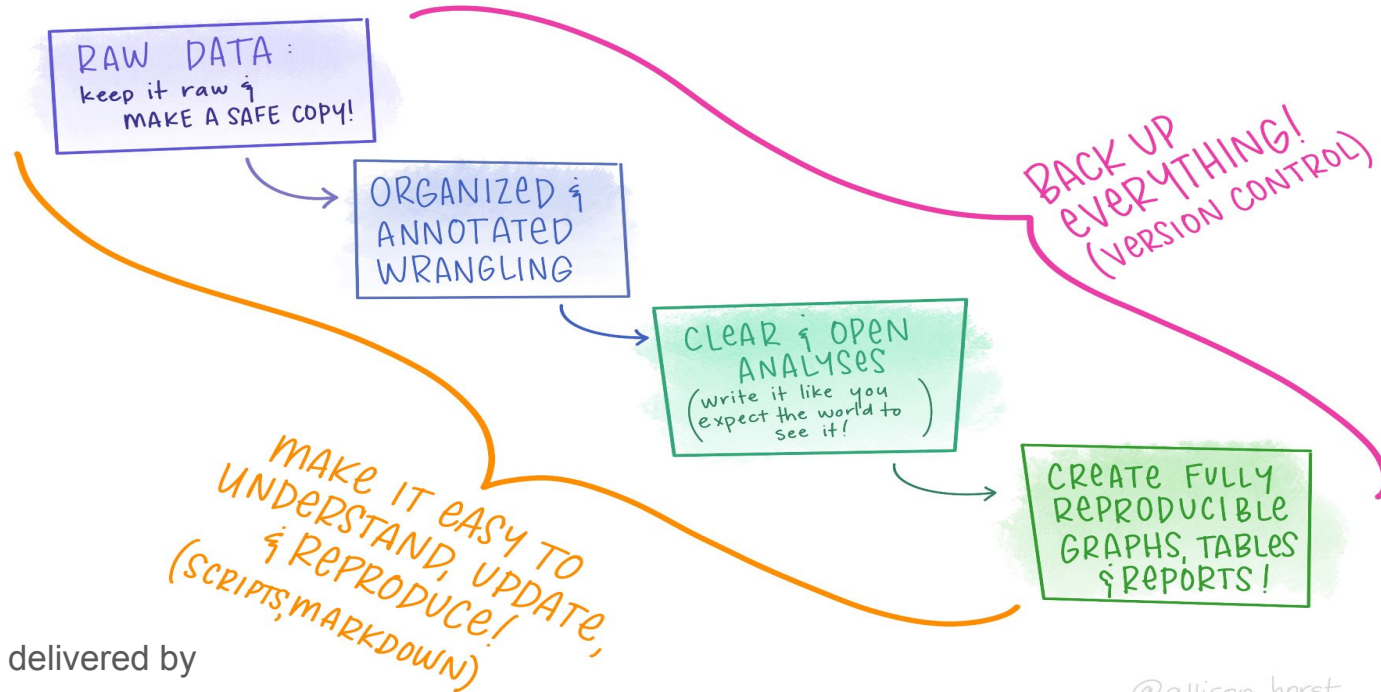 RAW DATA:
keep it raw &
MAKE A SAFE COPY!
ORGANIZED &
ANNOTATED
WRANGLING
CLEAR & OPEN
ANALYSES
(write it like you
expect the world to
see it!)
CREATE FULLY
REPRODUCIBLE
GRAPHS, TABLES
& REPORTS!
BACK UP
EVERYTHING!
(VERSION CONTROL)
MAKE IT EASY TO
UNDERSTAND, UPDATE,
& REPRODUCE!
(SCRIPTS, MARKDOWN)
delivered by
@allison_horst